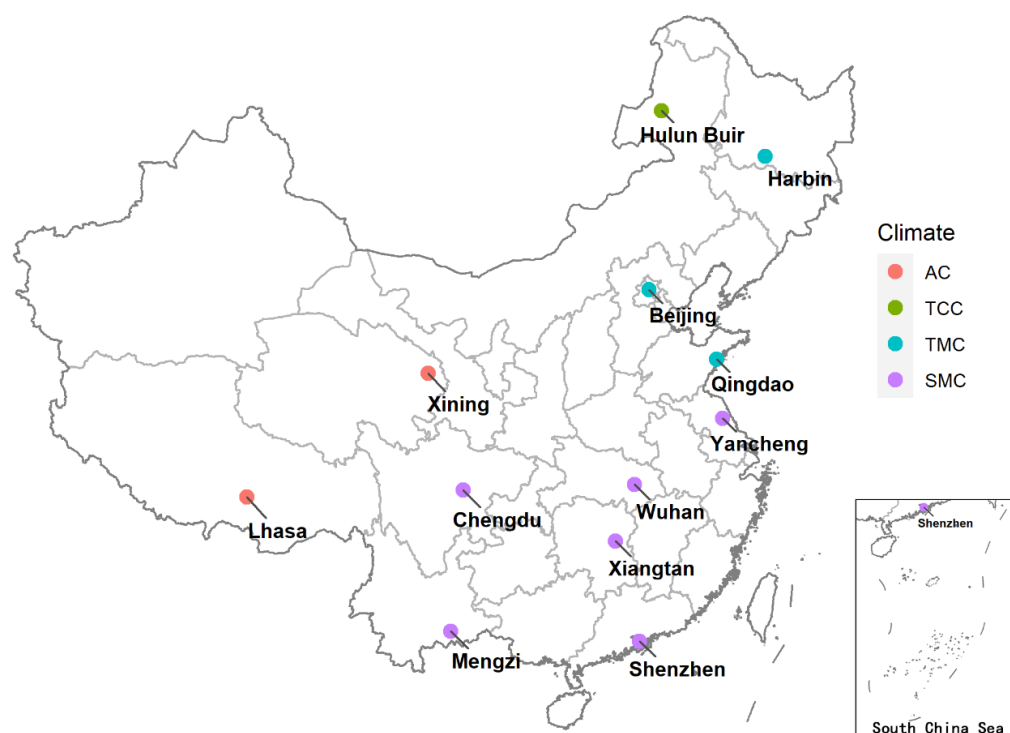 Hulun Buir
Harbin
Climate
AC
TCC
TMC
SMC
Beijing
Qingdao
Xining
Yancheng
Chengdu
Wuhan
Lhasa
Xiangtan
Mengzi
Shenzhen
Shenzhen
South China Sea